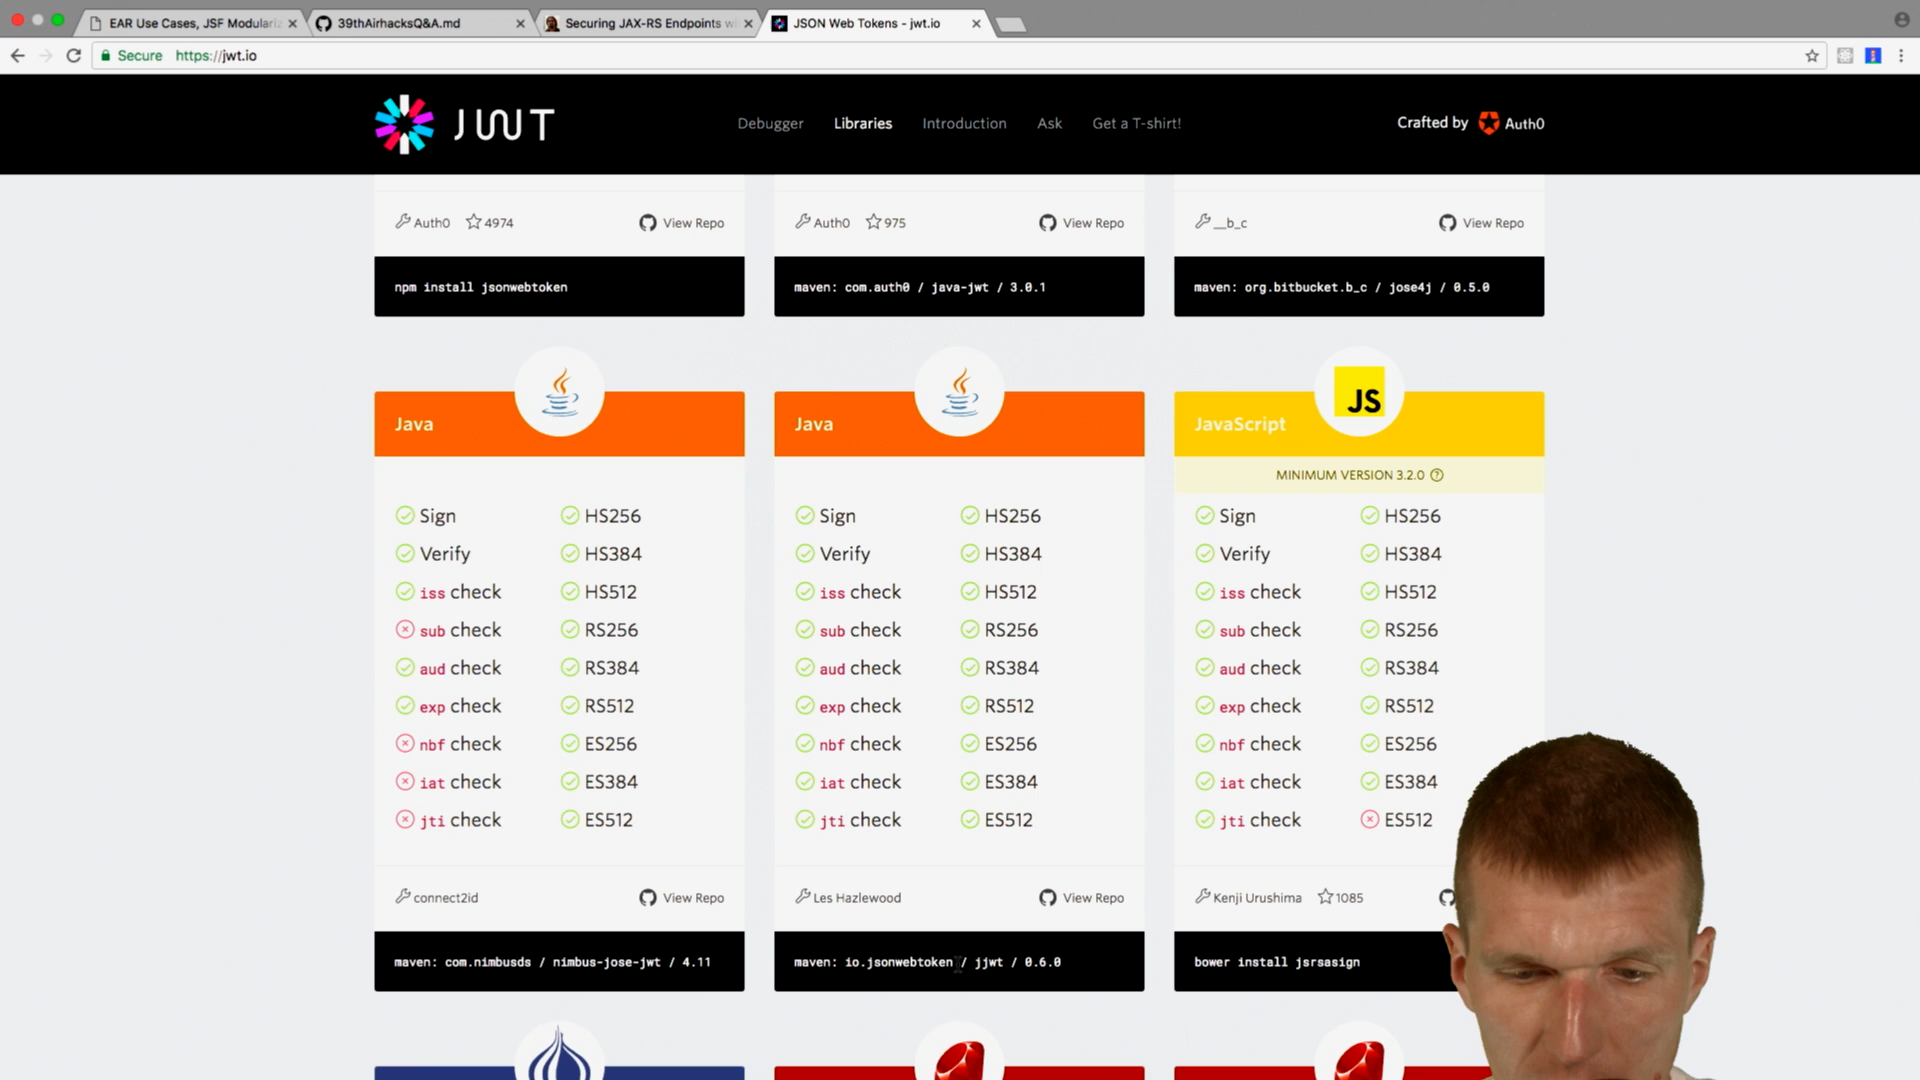 EAR Use Cases, JSF Modulari
39thAirhacksQ&A.md
Securing JAX-RS Endpoints wi
JSON Web Tokens - jwt.io
Secure https://jwt.io
JWT
Debugger
Libraries
Introduction
Ask
Get a T-shirt!
Crafted by Auth0
Auth0 4974 View Repo
Auth0 975 View Repo
__b_c View Repo
npm install jsonwebtoken
maven: com.auth0 / java-jwt / 3.0.1
maven: org.bitbucket.b_c / jose4j / 0.5.0
Java
Sign HS256
Verify HS384
iss check HS512
sub check RS256
aud check RS384
exp check RS512
nbf check ES256
iat check ES384
jti check ES512
connect2id View Repo
maven: com.nimbusds / nimbus-jose-jwt / 4.11
Java
Sign HS256
Verify HS384
iss check HS512
sub check RS256
aud check RS384
exp check RS512
nbf check ES256
iat check ES384
jti check ES512
Les Hazlewood View Repo
maven: io.jsonwebtoken / jjwt / 0.6.0
JS
JavaScript
MINIMUM VERSION 3.2.0 ?
Sign HS256
Verify HS384
iss check HS512
sub check RS256
aud check RS384
exp check RS512
nbf check ES256
iat check ES384
jti check ES512
Kenji Urushima 1085
bower install jsrsasign